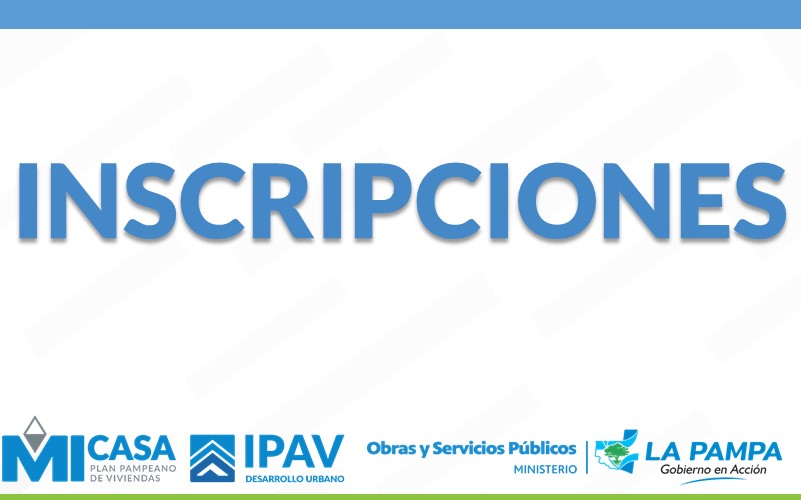 INSCRIPCIONES
MI CASA
PLAN PAMPEANO
DE VIVIENDAS
IPAV
DESARROLLO URBANO
Obras y Servicios Públicos
MINISTERIO
LA PAMPA
Gobierno en Acción